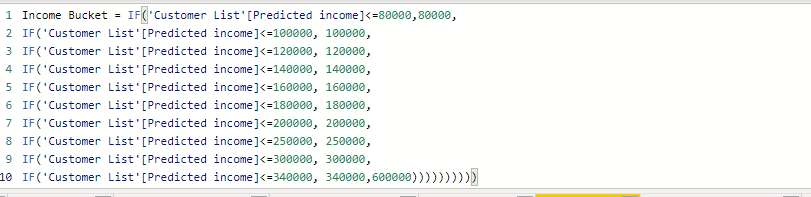 1 Income Bucket = IF('Customer List'[Predicted income]<=80000,80000,
2 IF('Customer List'[Predicted income]<=100000, 100000,
3 IF('Customer List'[Predicted income]<=120000, 120000,
4 IF('Customer List'[Predicted income]<=140000, 140000,
5 IF('Customer List'[Predicted income]<=160000, 160000,
6 IF('Customer List'[Predicted income]<=180000, 180000,
7 IF('Customer List'[Predicted income]<=200000, 200000,
8 IF('Customer List'[Predicted income]<=250000, 250000,
9 IF('Customer List'[Predicted income]<=300000, 300000,
10 IF('Customer List'[Predicted income]<=340000, 340000,600000))))))))))